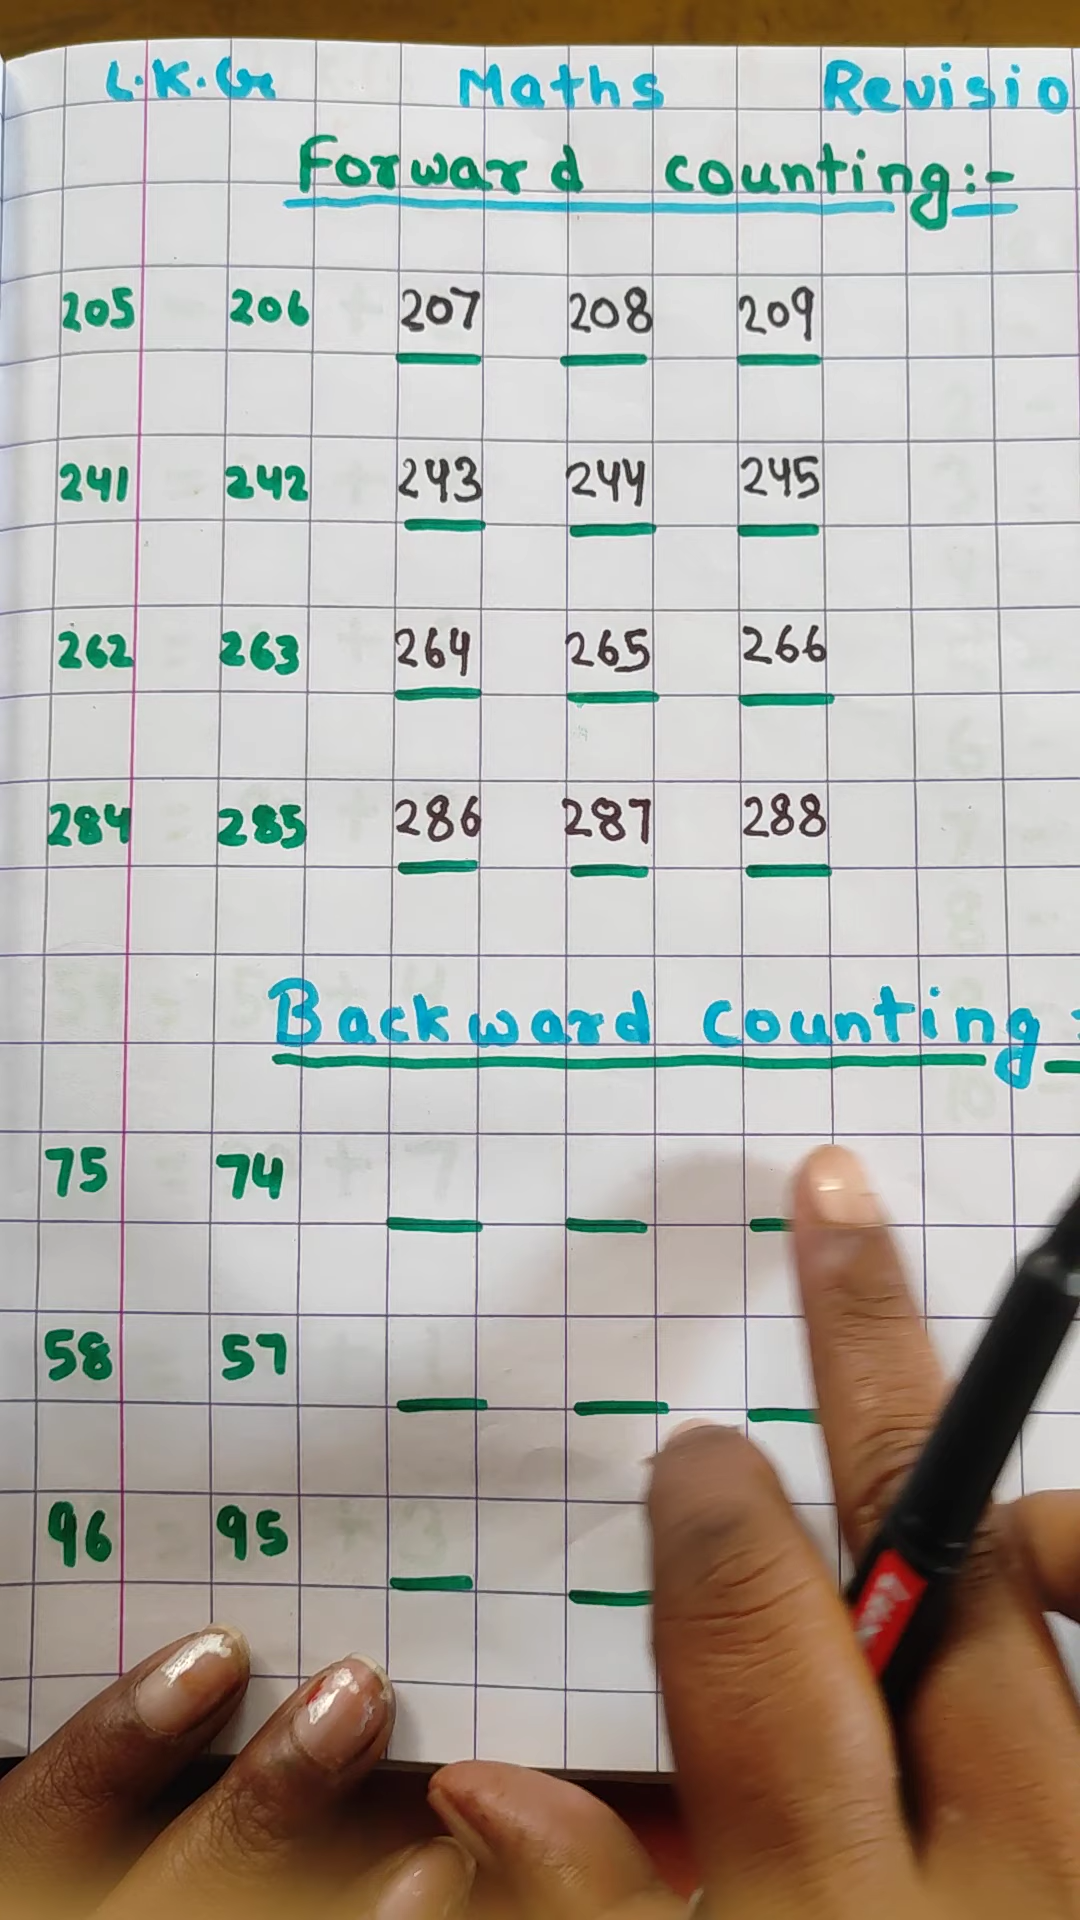 L.K.G Maths Revisio
Forward counting:-
205 206 207 208 209
241 242 243 244 245
262 263 264 265 266
284 285 286 287 288
Backward counting:
75 74
58 57
96 95